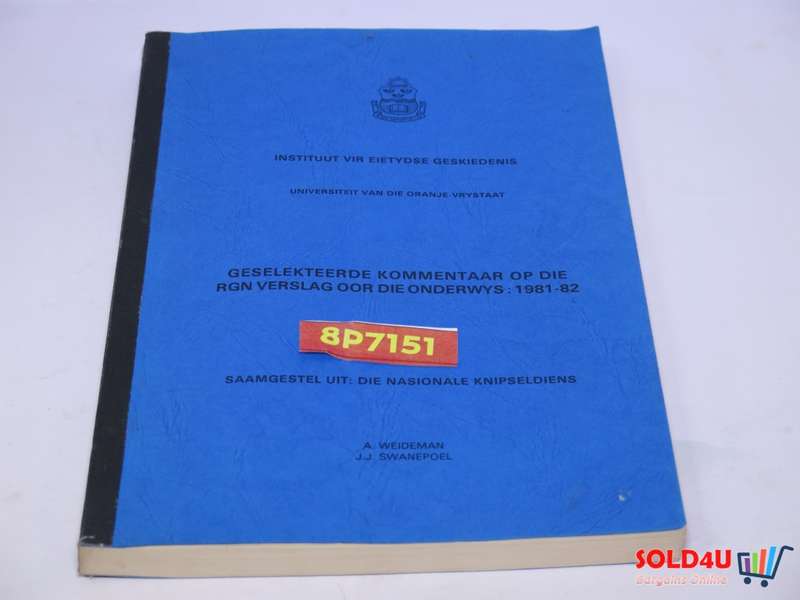 INSTITUUT VIR EIETYDSE GESKIEDENIS
UNIVERSITEIT VAN DIE ORANJE-VRYSTAAT
GESELEKTEERDE KOMMENTAAR OP DIE
RGN VERSLAG OOR DIE ONDERWYS: 1981-82
8P7151
SAAMGESTEL UIT: DIE NASIONALE KNIPSELDIENS
A. WEIDEMAN
J.J. SWANEPOEL
SOLD4U
Bargains Online